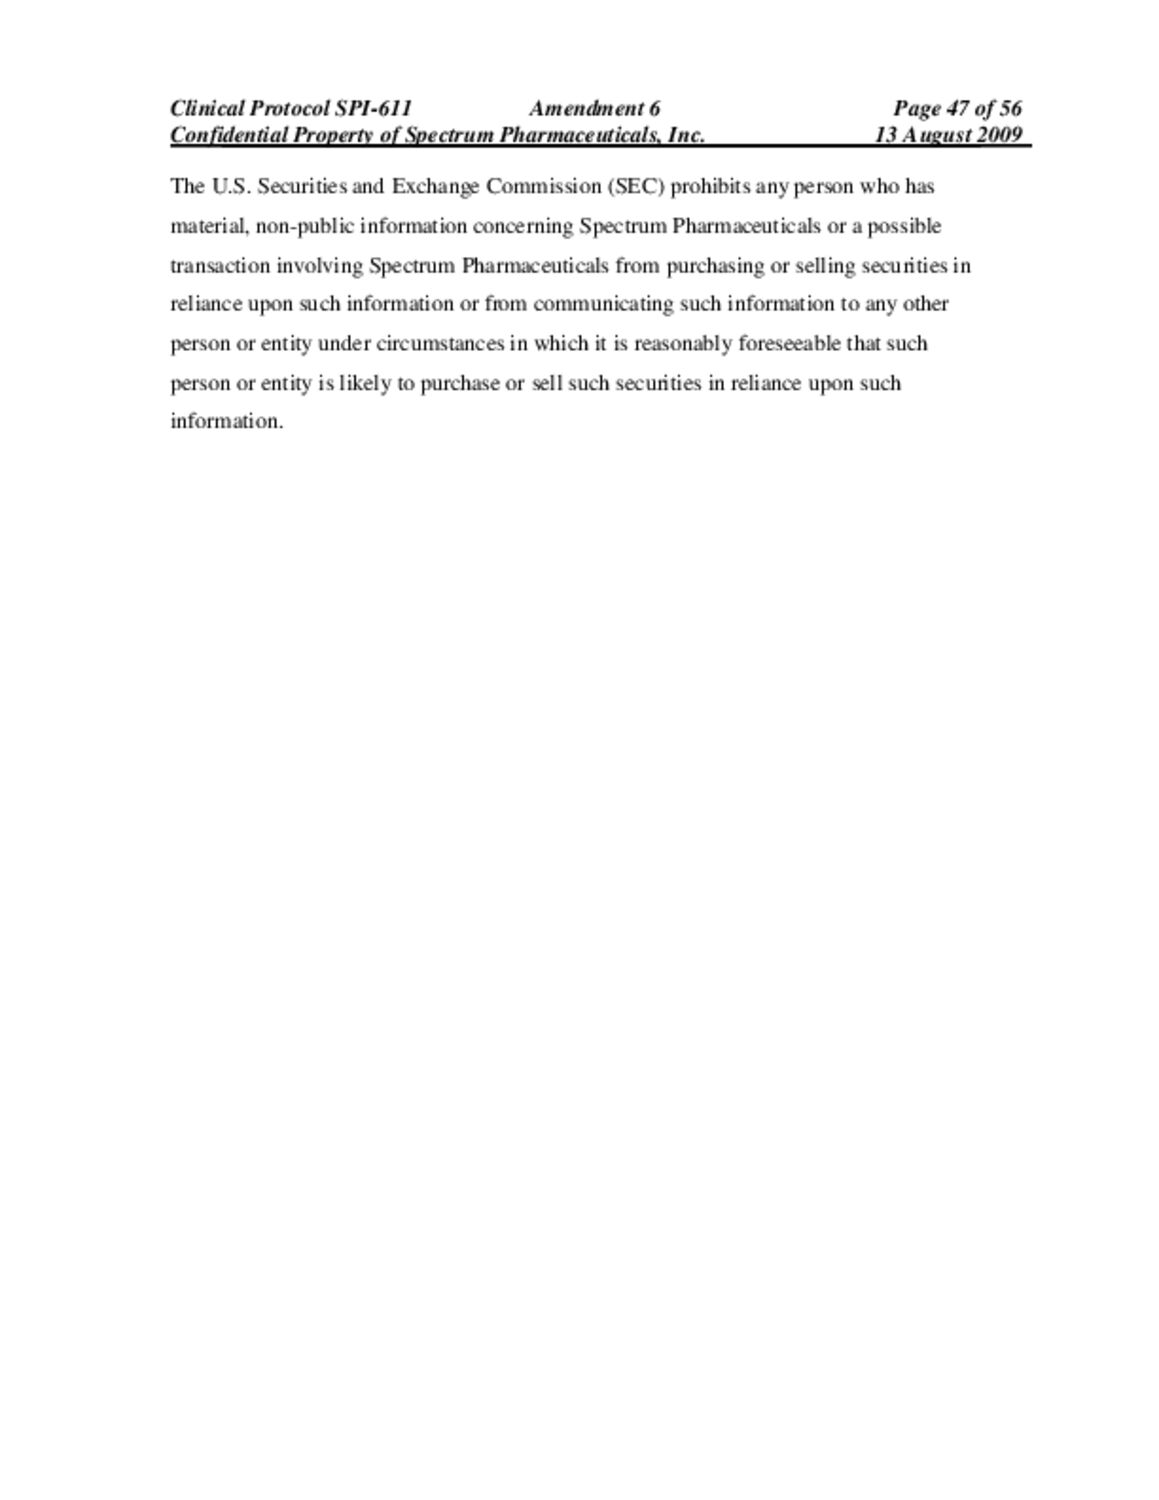 Clinical Protocol SPI-611 Amendment 6 Page 47 of 56
Confidential Property of Spectrum Pharmaceuticals, Inc. 13 August 2009
The U.S. Securities and Exchange Commission (SEC) prohibits any person who has
material, non-public information concerning Spectrum Pharmaceuticals or a possible
transaction involving Spectrum Pharmaceuticals from purchasing or selling securities in
reliance upon such information or from communicating such information to any other
person or entity under circumstances in which it is reasonably foreseeable that such
person or entity is likely to purchase or sell such securities in reliance upon such
information.